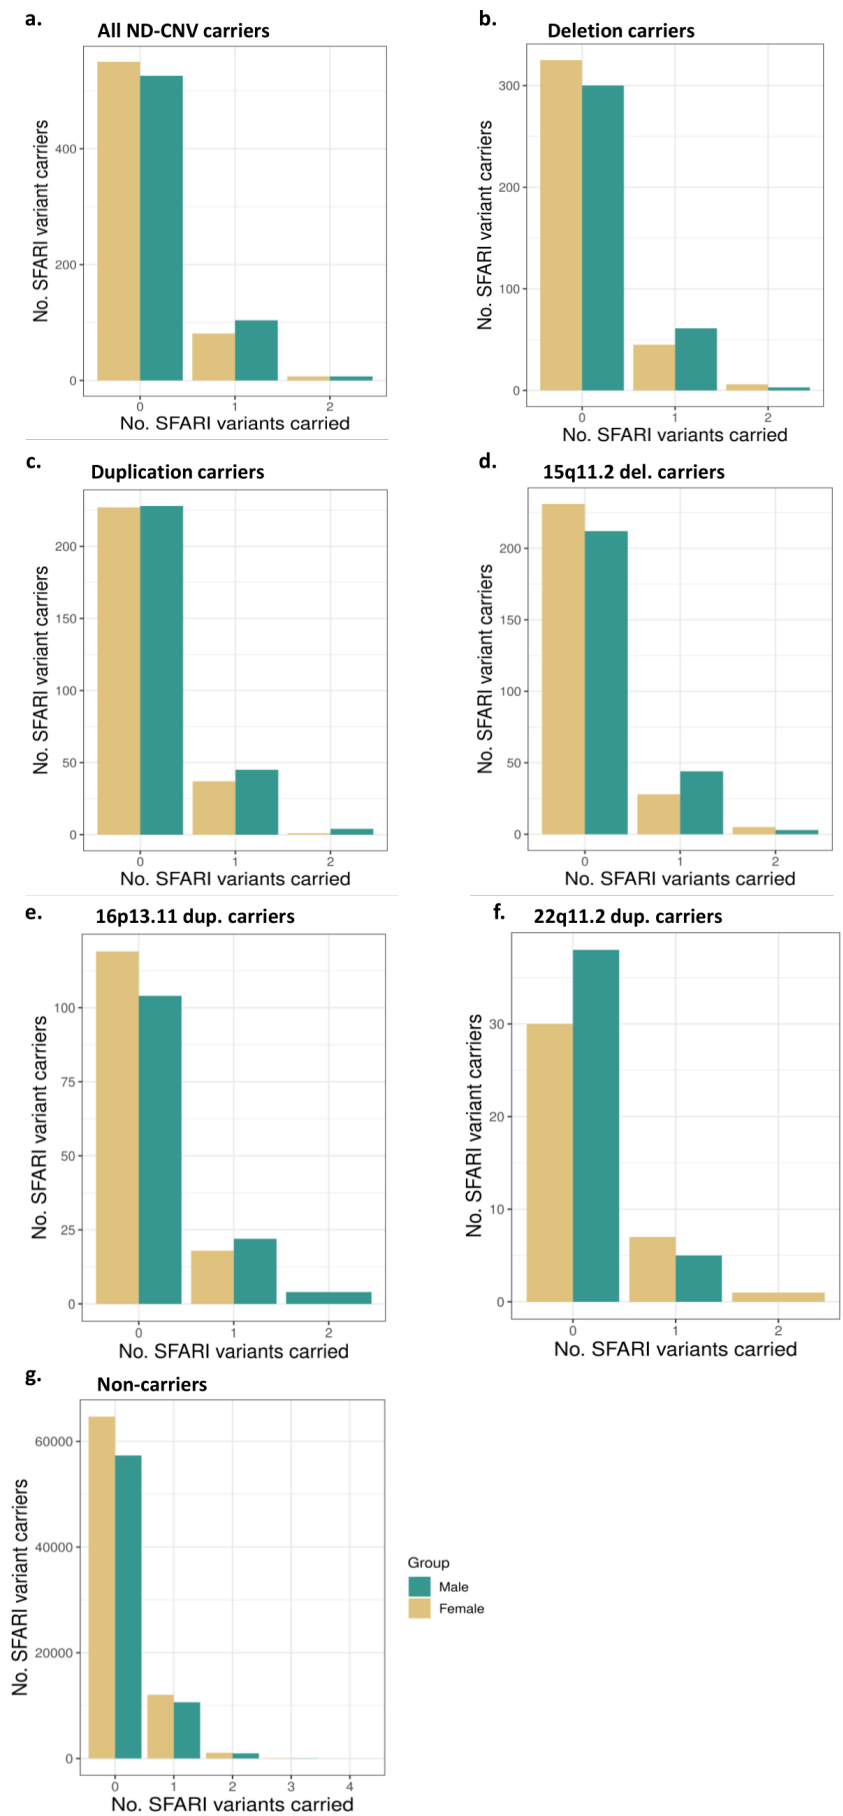 a.
All ND-CNV carriers
No. SFARI variant carriers
400
200
0
0 1 2
No. SFARI variants carried
b.
Deletion carriers
No. SFARI variant carriers
300
200
100
0
0 1 2
No. SFARI variants carried
c.
Duplication carriers
No. SFARI variant carriers
200
150
100
50
0
0 1 2
No. SFARI variants carried
d.
15q11.2 del. carriers
No. SFARI variant carriers
200
150
100
50
0
0 1 2
No. SFARI variants carried
e.
16p13.11 dup. carriers
No. SFARI variant carriers
100
75
50
25
0
0 1 2
No. SFARI variants carried
f.
22q11.2 dup. carriers
No. SFARI variant carriers
30
20
10
0
0 1 2
No. SFARI variants carried
g.
Non-carriers
No. SFARI variant carriers
60000
40000
20000
0
0 1 2 3 4
No. SFARI variants carried
Group
Male
Female